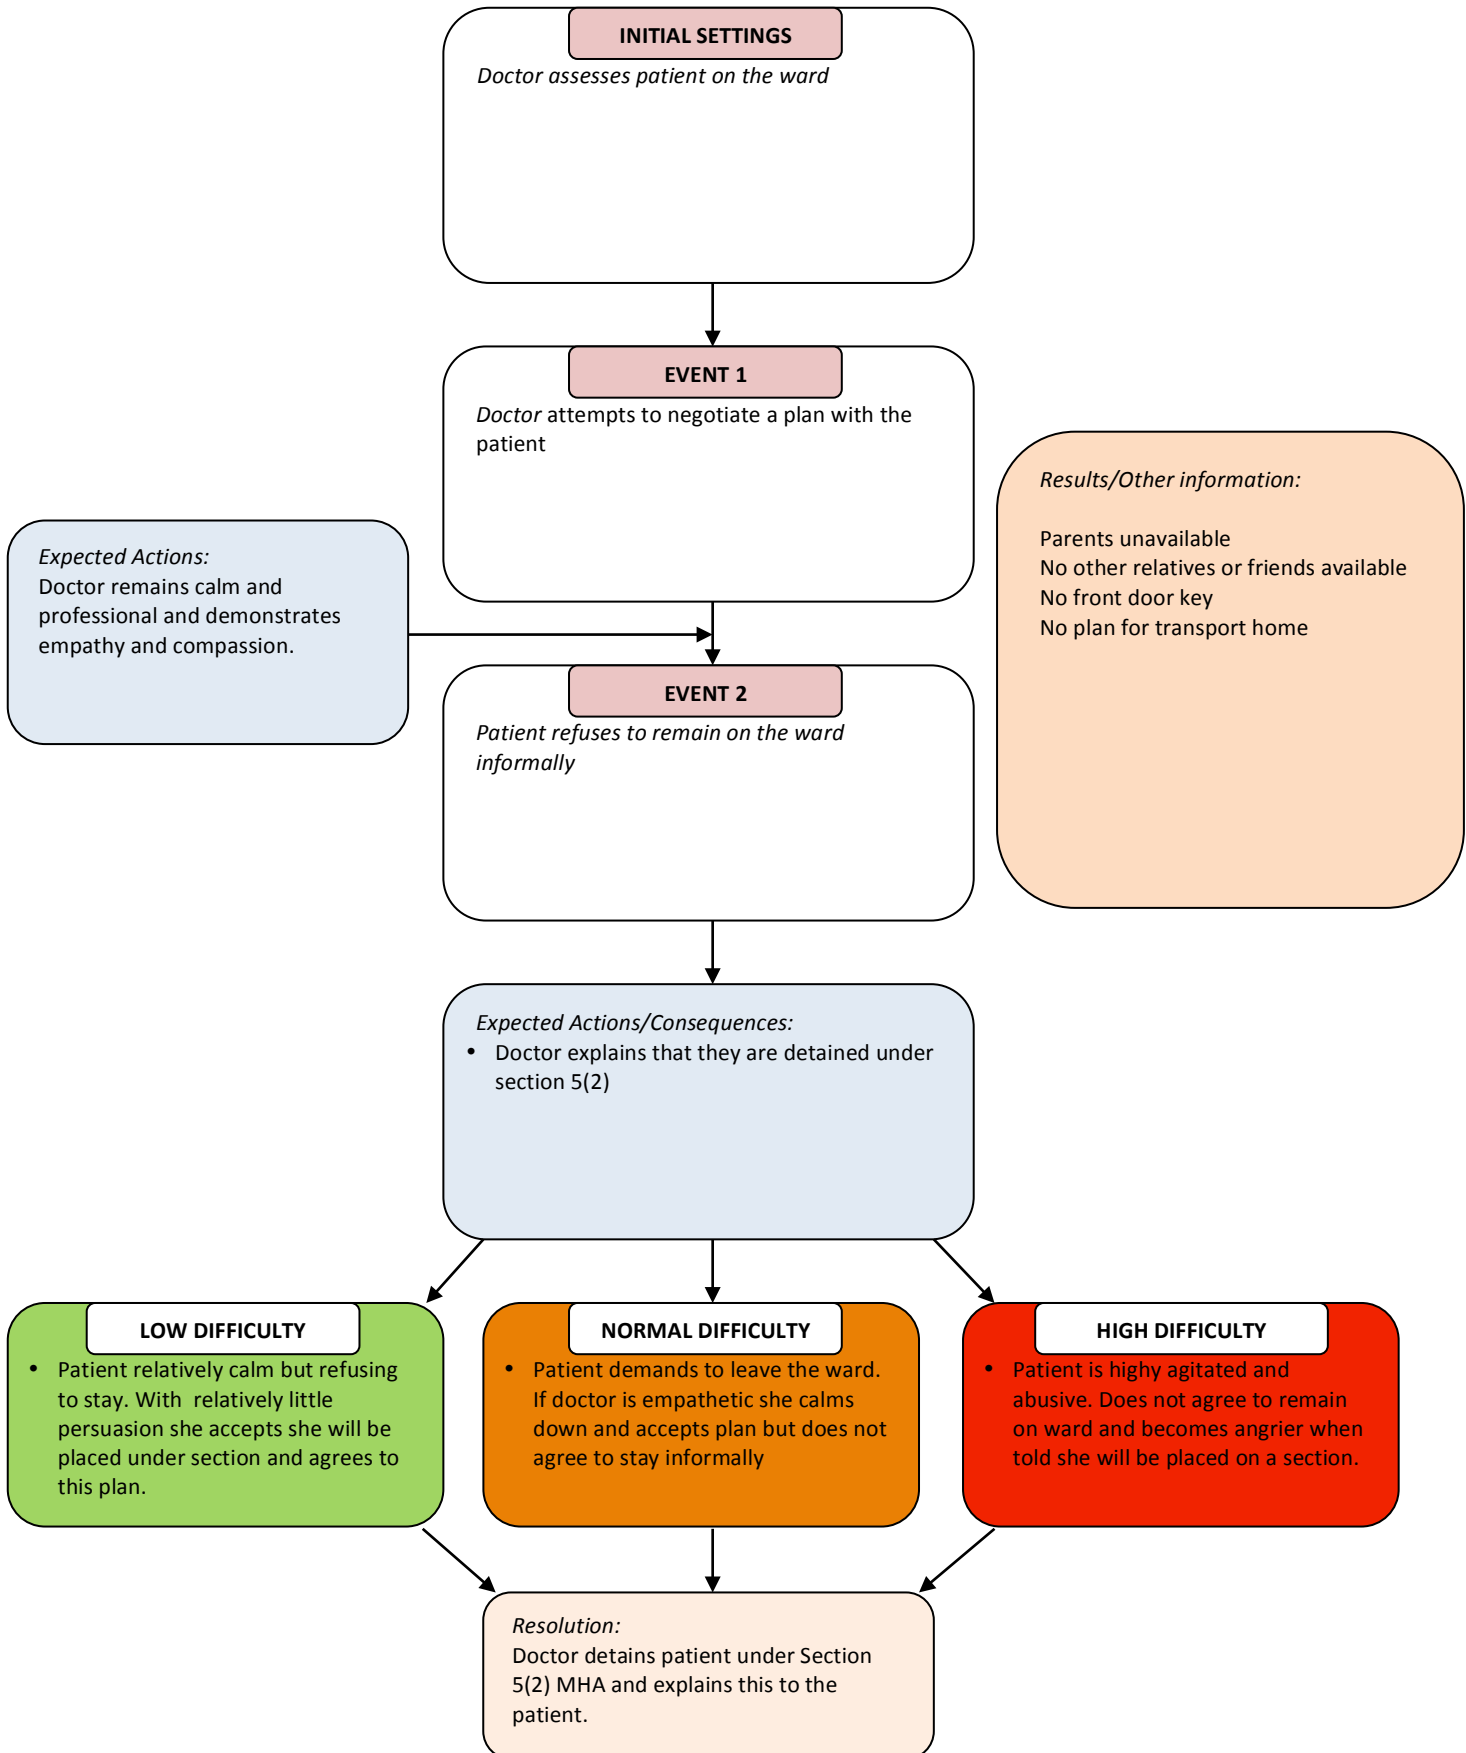 INITIAL SETTINGS
Doctor assesses patient on the ward
EVENT 1
Doctor attempts to negotiate a plan with the
patient
Results/Other information:
Parents unavailable
No other relatives or friends available
No front door key
No plan for transport home
Expected Actions:
Doctor remains calm and
professional and demonstrates
empathy and compassion.
EVENT 2
Patient refuses to remain on the ward
informally
Expected Actions/Consequences:
• Doctor explains that they are detained under
section 5(2)
LOW DIFFICULTY
• Patient relatively calm but refusing
to stay. With relatively little
persuasion she accepts she will be
placed under section and agrees to
this plan.
NORMAL DIFFICULTY
• Patient demands to leave the ward.
If doctor is empathetic she calms
down and accepts plan but does not
agree to stay informally
HIGH DIFFICULTY
• Patient is highy agitated and
abusive. Does not agree to remain
on ward and becomes angrier when
told she will be placed on a section.
Resolution:
Doctor detains patient under Section
5(2) MHA and explains this to the
patient.